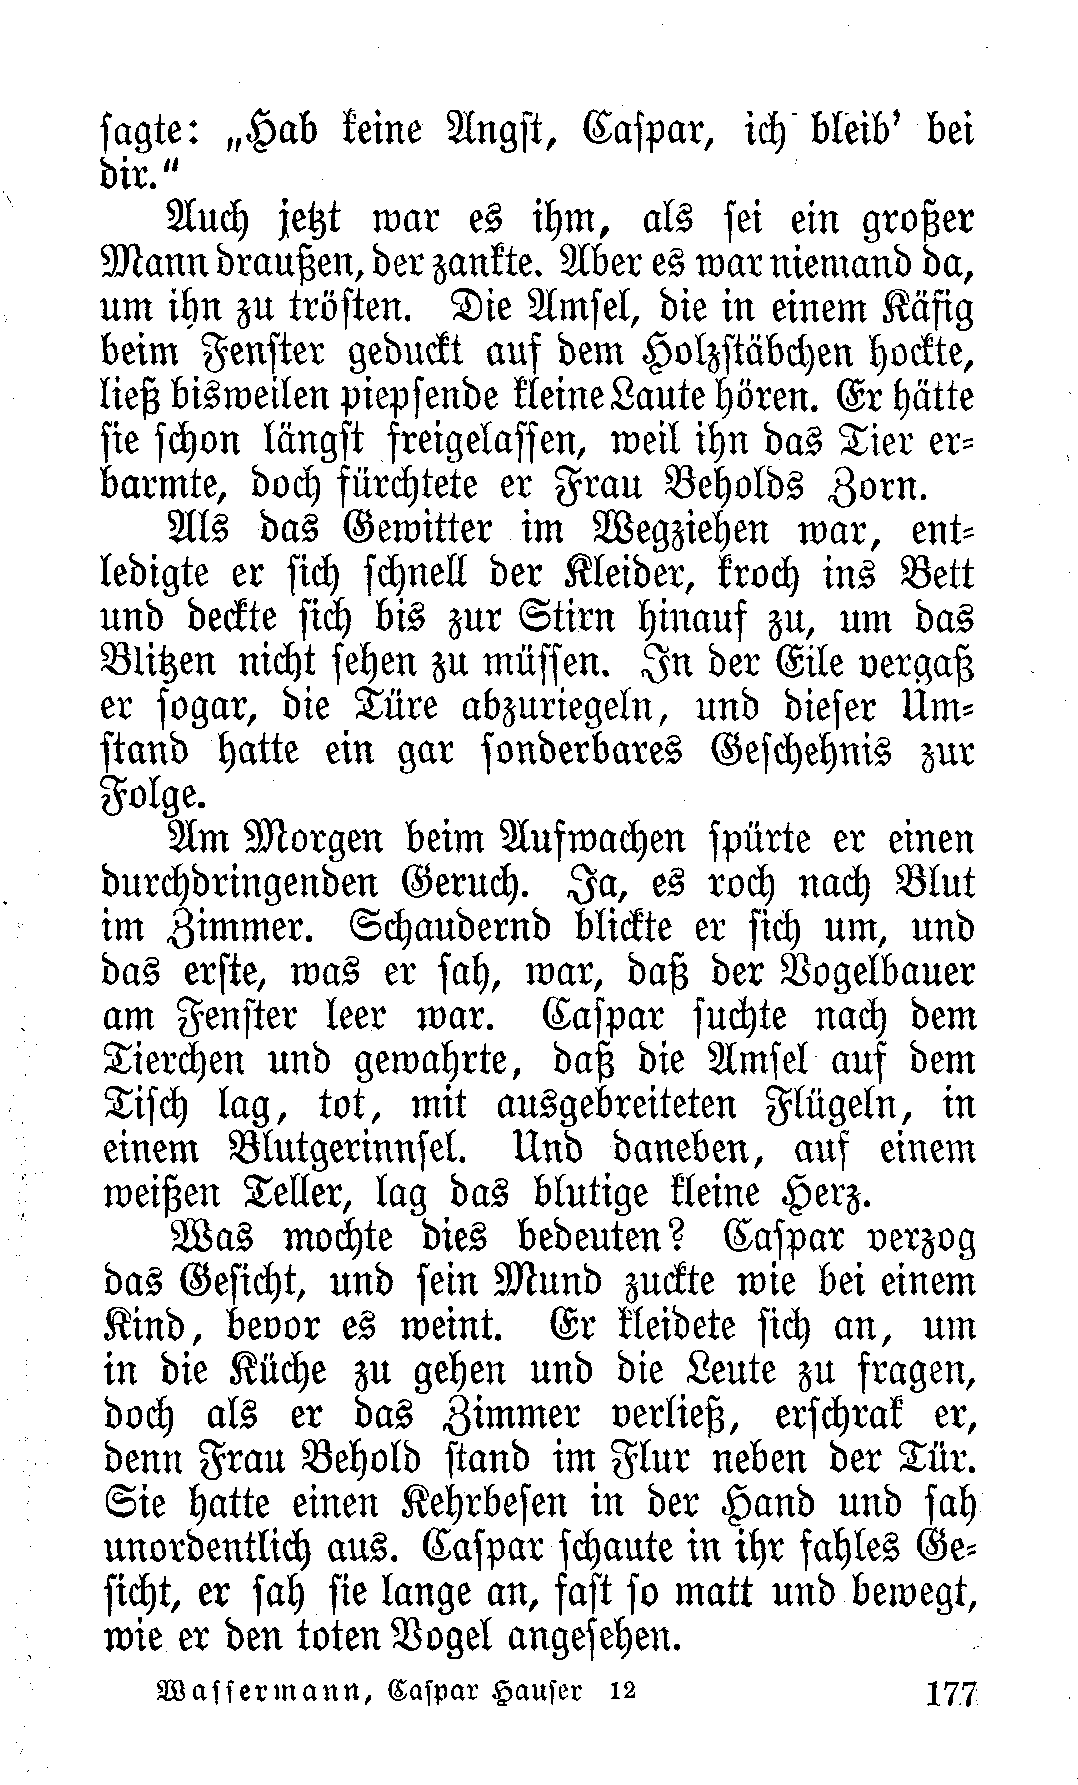 sagte: „Hab keine Angst, Caspar, ich bleib' bei
dir.“
Auch jetzt war es ihm, als sei ein großer
Mann draußen, der zankte. Aber es war niemand da,
um ihn zu trösten. Die Amsel, die in einem Käfig
beim Fenster geduckt auf dem Holzstäbchen hockte,
ließ bisweilen piepsende kleine Laute hören. Er hätte
sie schon längst freigelassen, weil ihn das Tier er-
barmte, doch fürchtete er Frau Beholds Zorn.
Als das Gewitter im Wegziehen war, ent-
ledigte er sich schnell der Kleider, kroch ins Bett
und deckte sich bis zur Stirn hinauf zu, um das
Blitzen nicht sehen zu müssen. In der Eile vergaß
er sogar, die Türe abzuriegeln, und dieser Um-
stand hatte ein gar sonderbares Geschehnis zur
Folge.
Am Morgen beim Aufwachen spürte er einen
durchdringenden Geruch. Ja, es roch nach Blut
im Zimmer. Schaudernd blickte er sich um, und
das erste, was er sah, war, daß der Vogelbauer
am Fenster leer war. Caspar suchte nach dem
Tierchen und gewahrte, daß die Amsel auf dem
Tisch lag, tot, mit ausgebreiteten Flügeln, in
einem Blutgerinnsel. Und daneben, auf einem
weißen Teller, lag das blutige kleine Herz.
Was mochte dies bedeuten? Caspar verzog
das Gesicht, und sein Mund zuckte wie bei einem
Kind, bevor es weint. Er kleidete sich an, um
in die Küche zu gehen und die Leute zu fragen,
doch als er das Zimmer verließ, erschrak er,
denn Frau Behold stand im Flur neben der Tür.
Sie hatte einen Kehrbesen in der Hand und sah
unordentlich aus. Caspar schaute in ihr fahles Ge-
sicht, er sah sie lange an, fast so matt und bewegt,
wie er den toten Vogel angesehen.
Wassermann, Caspar Hauser 12 177